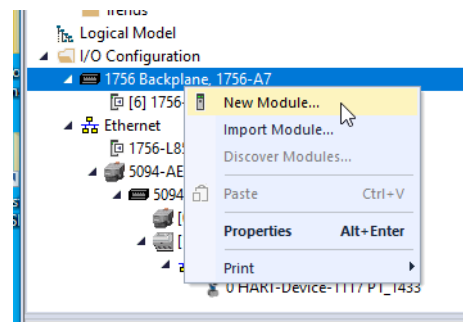 Trends
Logical Model
I/O Configuration
1756 Backplane, 1756-A7
[6] 1756-
New Module...
Import Module...
Ethernet
1756-L8
Discover Modules...
5094-AE
5094
Paste Ctrl+V
Properties Alt+Enter
Print
0 HART-Device-1117 PT_1433